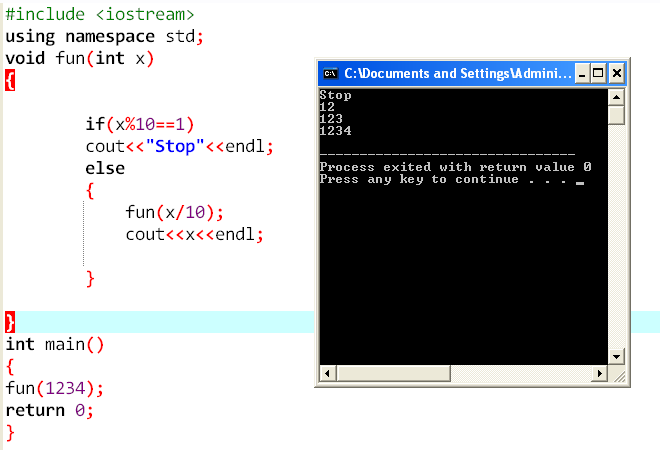 #include <iostream>
using namespace std;
void fun(int x)
{
if(x%10==1)
cout<<"Stop"<<endl;
else
{
fun(x/10);
cout<<x<<endl;
}
}
int main()
{
fun(1234);
return 0;
}
C:\Documents and Settings\Admini...
Stop
12
123
1234
--------------------------------
Process exited with return value 0
Press any key to continue . . . _